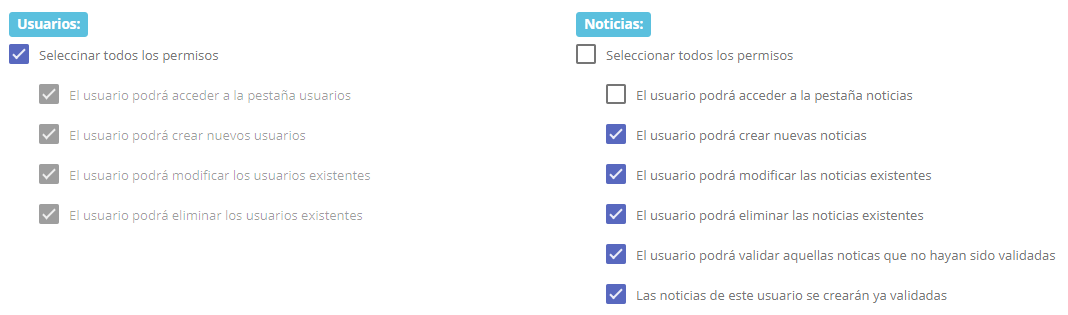 Usuarios:
Seleccinar todos los permisos
El usuario podrá acceder a la pestaña usuarios
El usuario podrá crear nuevos usuarios
El usuario podrá modificar los usuarios existentes
El usuario podrá eliminar los usuarios existentes
Noticias:
Seleccionar todos los permisos
El usuario podrá acceder a la pestaña noticias
El usuario podrá crear nuevas noticias
El usuario podrá modificar las noticias existentes
El usuario podrá eliminar las noticias existentes
El usuario podrá validar aquellas noticas que no hayan sido validadas
Las noticias de este usuario se crearán ya validadas